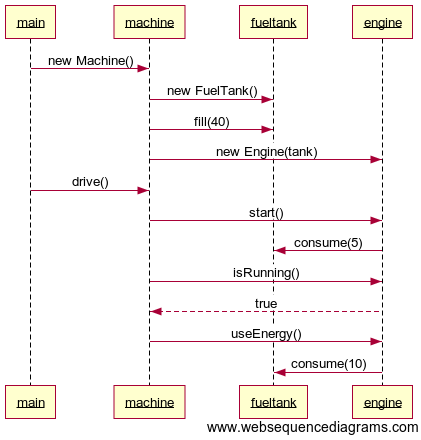 main machine fueltank engine
new Machine()
new FuelTank()
fill(40)
new Engine(tank)
drive()
start()
consume(5)
isRunning()
true
useEnergy()
consume(10)
main machine fueltank engine
www.websequencediagrams.com